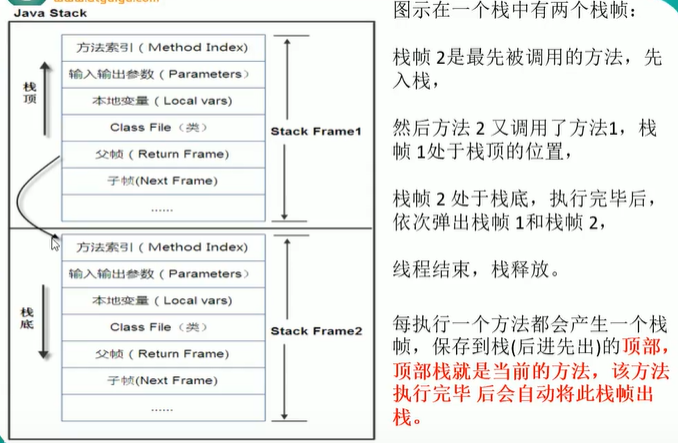 Java Stack
方法索引 ( Method Index)
输入输出参数 ( Parameters )
本地变量 ( Local vars)
Class File （类）
父帧 ( Return Frame)
子帧(Next Frame)
......
栈顶
Stack Frame1
方法索引 ( Method Index)
输入输出参数 ( Parameters )
本地变量 ( Local vars)
Class File （类）
父帧 ( Return Frame)
子帧(Next Frame)
......
栈底
Stack Frame2
图示在一个栈中有两个栈帧：
栈帧 2是最先被调用的方法，先
入栈，
然后方法 2 又调用了方法1，栈
帧 1处于栈顶的位置，
栈帧 2 处于栈底，执行完毕后，
依次弹出栈帧 1和栈帧 2，
线程结束，栈释放。
每执行一个方法都会产生一个栈
帧，保存到栈(后进先出)的顶部，
顶部栈就是当前的方法，该方法
执行完毕 后会自动将此栈帧出
栈。